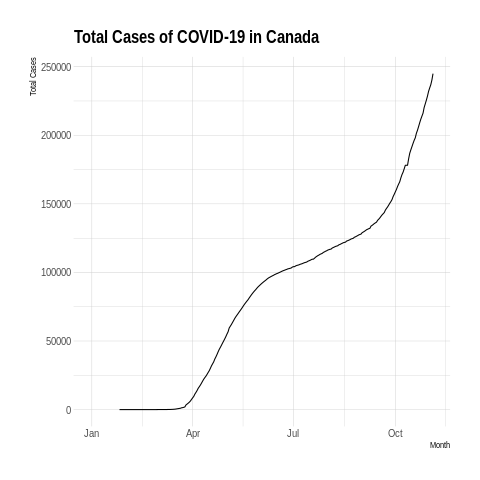 Total Cases of COVID-19 in Canada
Total Cases
250000
200000
150000
100000
50000
0
Jan Apr Jul Oct
Month